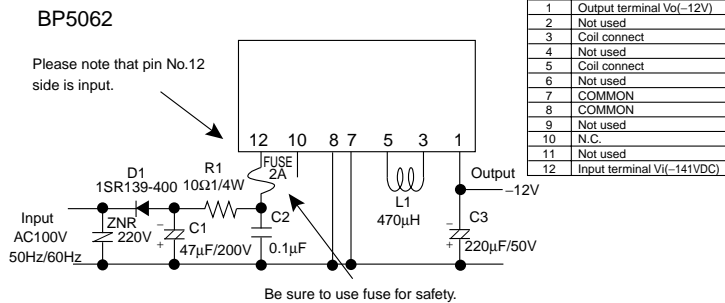 BP5062
Please note that pin No.12
side is input.
12 10 8 7 5 3 1
FUSE
2A
D1
1SR139-400
R1
10Ω1/4W
L1
470μH
Output
−12V
Input
AC100V
50Hz/60Hz
ZNR
220V
−
+
C1
47μF/200V
C2
0.1μF
−
+
C3
220μF/50V
Be sure to use fuse for safety.
1 Output terminal Vo(−12V)
2 Not used
3 Coil connect
4 Not used
5 Coil connect
6 Not used
7 COMMON
8 COMMON
9 Not used
10 N.C.
11 Not used
12 Input terminal Vi(−141VDC)